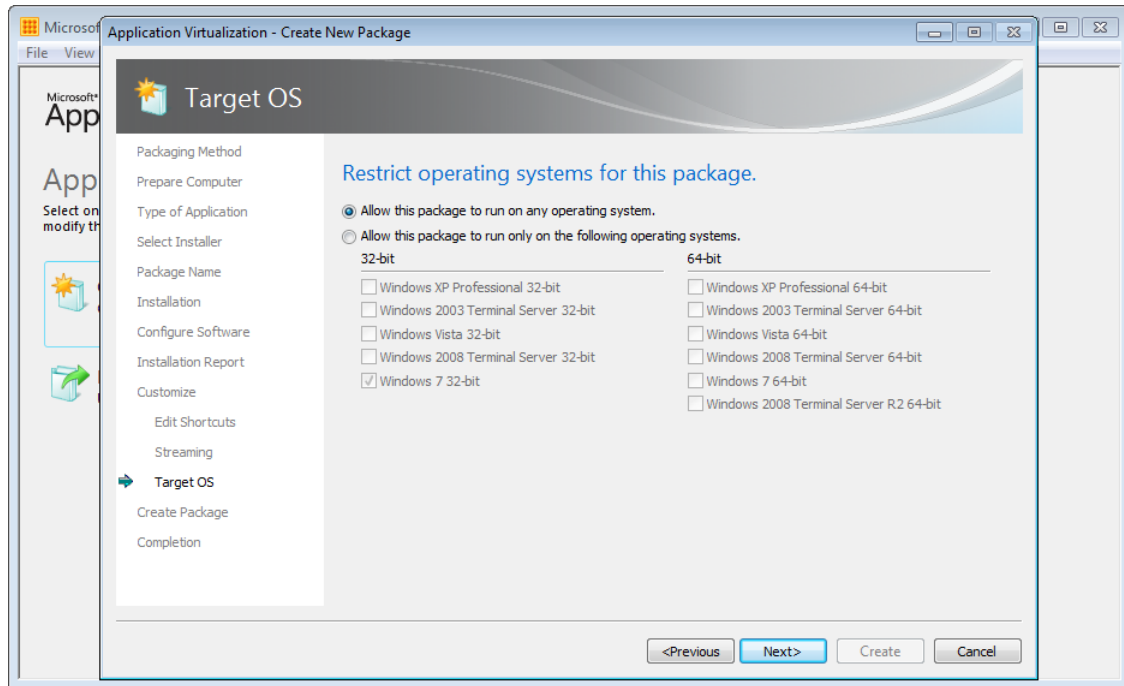 Microsof
Application Virtualization - Create New Package
File View
Target OS
Microsoft
App
App
Select on
modify th
Packaging Method
Prepare Computer
Type of Application
Select Installer
Package Name
Installation
Configure Software
Installation Report
Customize
Edit Shortcuts
Streaming
Target OS
Create Package
Completion
Restrict operating systems for this package.
Allow this package to run on any operating system.
Allow this package to run only on the following operating systems.
32-bit
Windows XP Professional 32-bit
Windows 2003 Terminal Server 32-bit
Windows Vista 32-bit
Windows 2008 Terminal Server 32-bit
Windows 7 32-bit
64-bit
Windows XP Professional 64-bit
Windows 2003 Terminal Server 64-bit
Windows Vista 64-bit
Windows 2008 Terminal Server 64-bit
Windows 7 64-bit
Windows 2008 Terminal Server R2 64-bit
<Previous
Next>
Create
Cancel